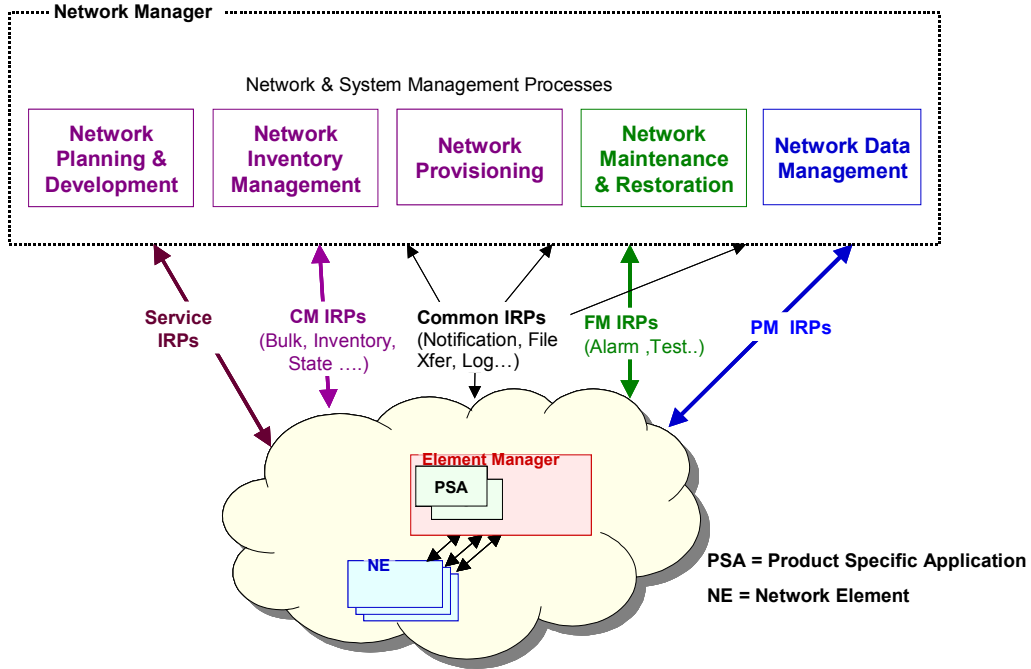 Network Manager
Network & System Management Processes
Network
Planning &
Development
Network
Inventory
Management
Network
Provisioning
Network
Maintenance
& Restoration
Network Data
Management
Service
IRPs
CM IRPs
(Bulk, Inventory,
State ….)
Common IRPs
(Notification, File
Xfer, Log…)
FM IRPs
(Alarm ,Test..)
PM  IRPs
Element Manager
PSA
NE
PSA = Product Specific Application
NE = Network Element